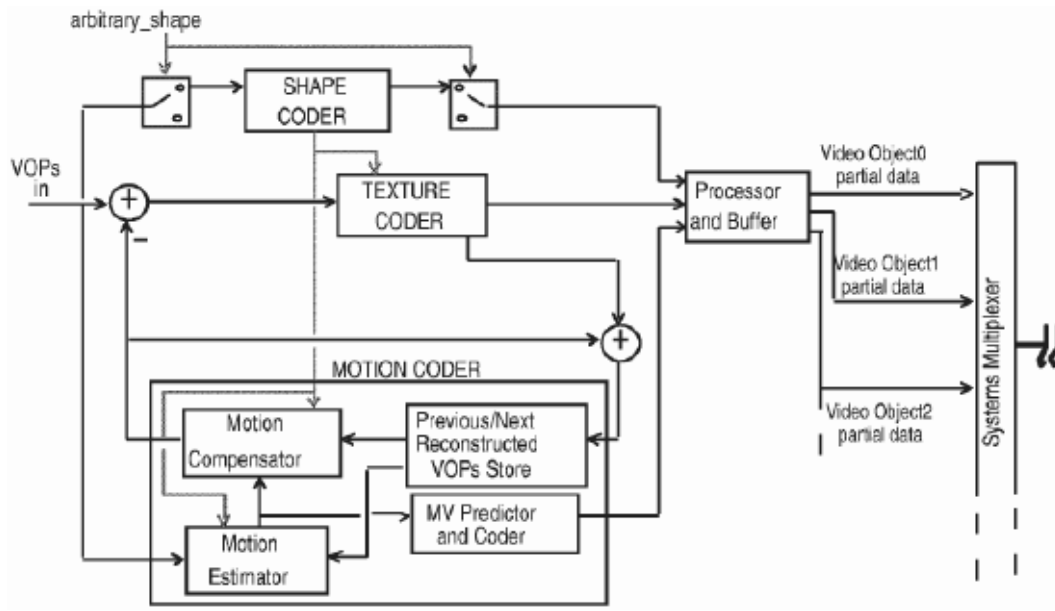 arbitrary_shape
SHAPE
CODER
VOPs
in
+
−
TEXTURE
CODER
Processor
and Buffer
Video Object0
partial data
Video Object1
partial data
Video Object2
partial data
Systems Multiplexer
+
MOTION CODER
Motion
Compensator
Previous/Next
Reconstructed
VOPs Store
MV Predictor
and Coder
Motion
Estimator